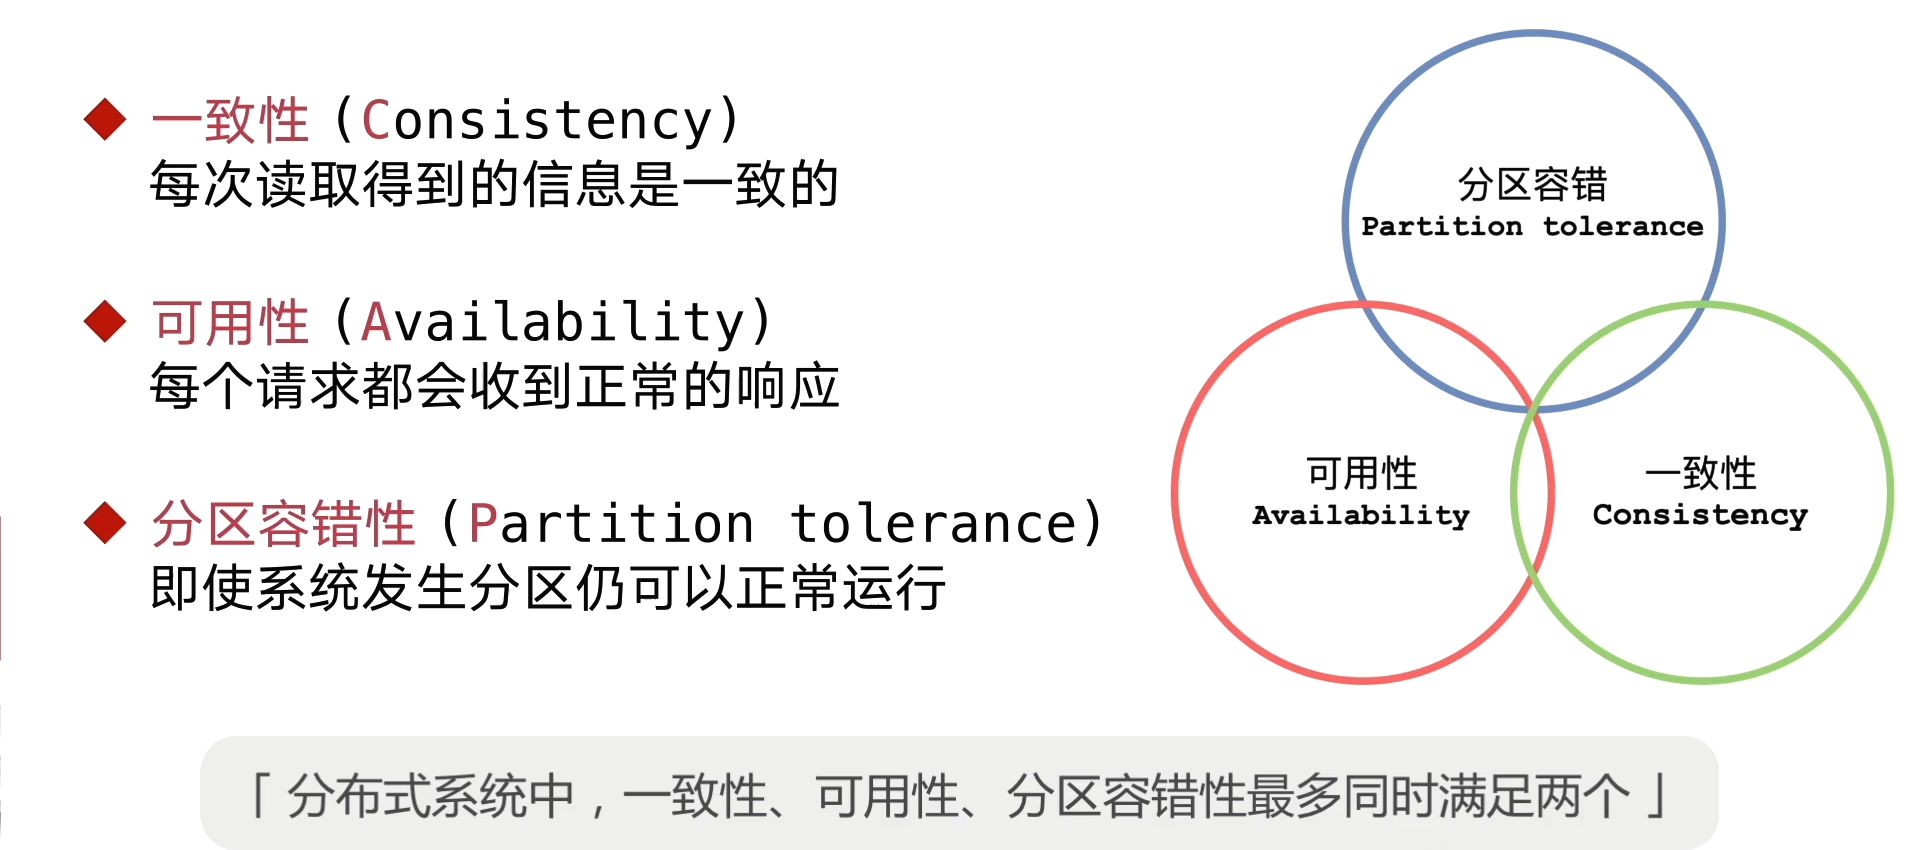 一致性 (Consistency)
每次读取得到的信息是一致的
可用性 (Availability)
每个请求都会收到正常的响应
分区容错性 (Partition tolerance)
即使系统发生分区仍可以正常运行
分区容错
Partition tolerance
可用性
Availability
一致性
Consistency
「 分布式系统中，一致性、可用性、分区容错性最多同时满足两个 」